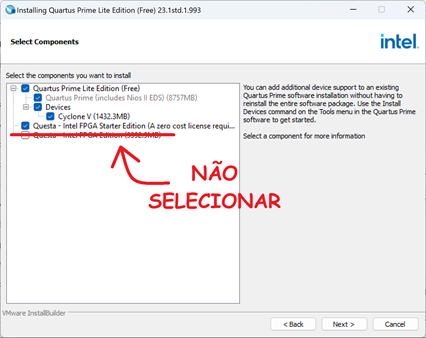 Installing Quartus Prime Lite Edition (Free) 23.1std.1.993
Select Components
intel.
Select the components you want to install
Quartus Prime Lite Edition (Free)
Quartus Prime (includes Nios II EDS) (8757MB)
Devices
Cyclone V (1432.3MB)
Questa - Intel FPGA Starter Edition (A zero cost license requi...
Questa - Intel FPGA Edition
You can add additional device support to an existing
Quartus Prime software installation without having to
reinstall the entire software package. Use the Install
Devices command on the Tools menu in the Quartus Prime
software to get started.
Select a component for more information
NÃO
SELECIONAR
VMware InstallBuilder
< Back
Next >
Cancel